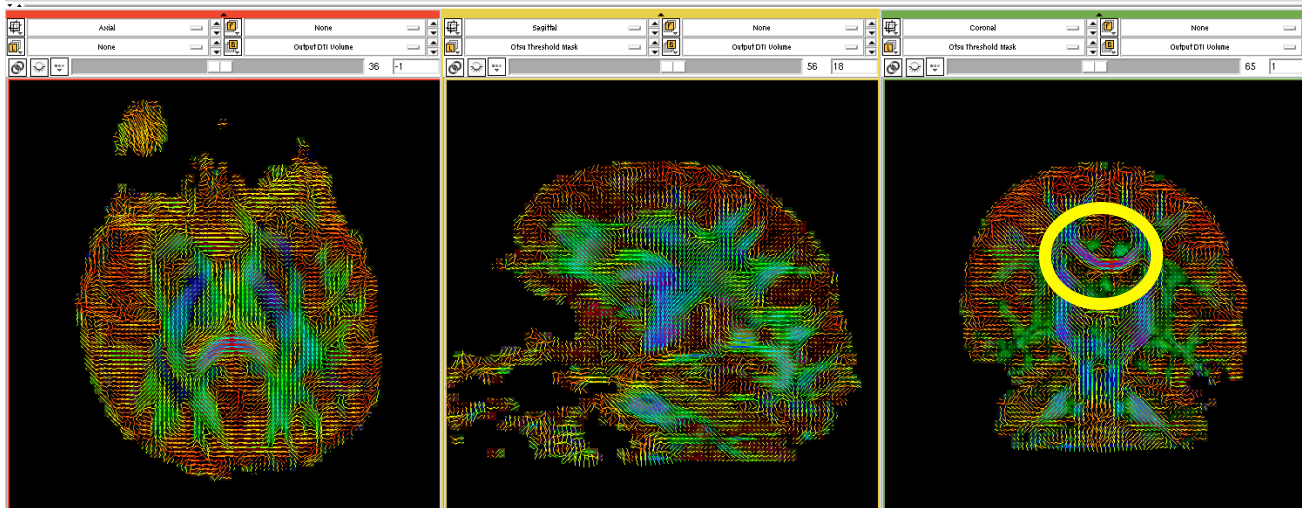 Axial None
None Output DTI Volume
36 -1
Sagittal None
Otsu Threshold Mask Output DTI Volume
56 18
Coronal None
Otsu Threshold Mask Output DTI Volume
65 1